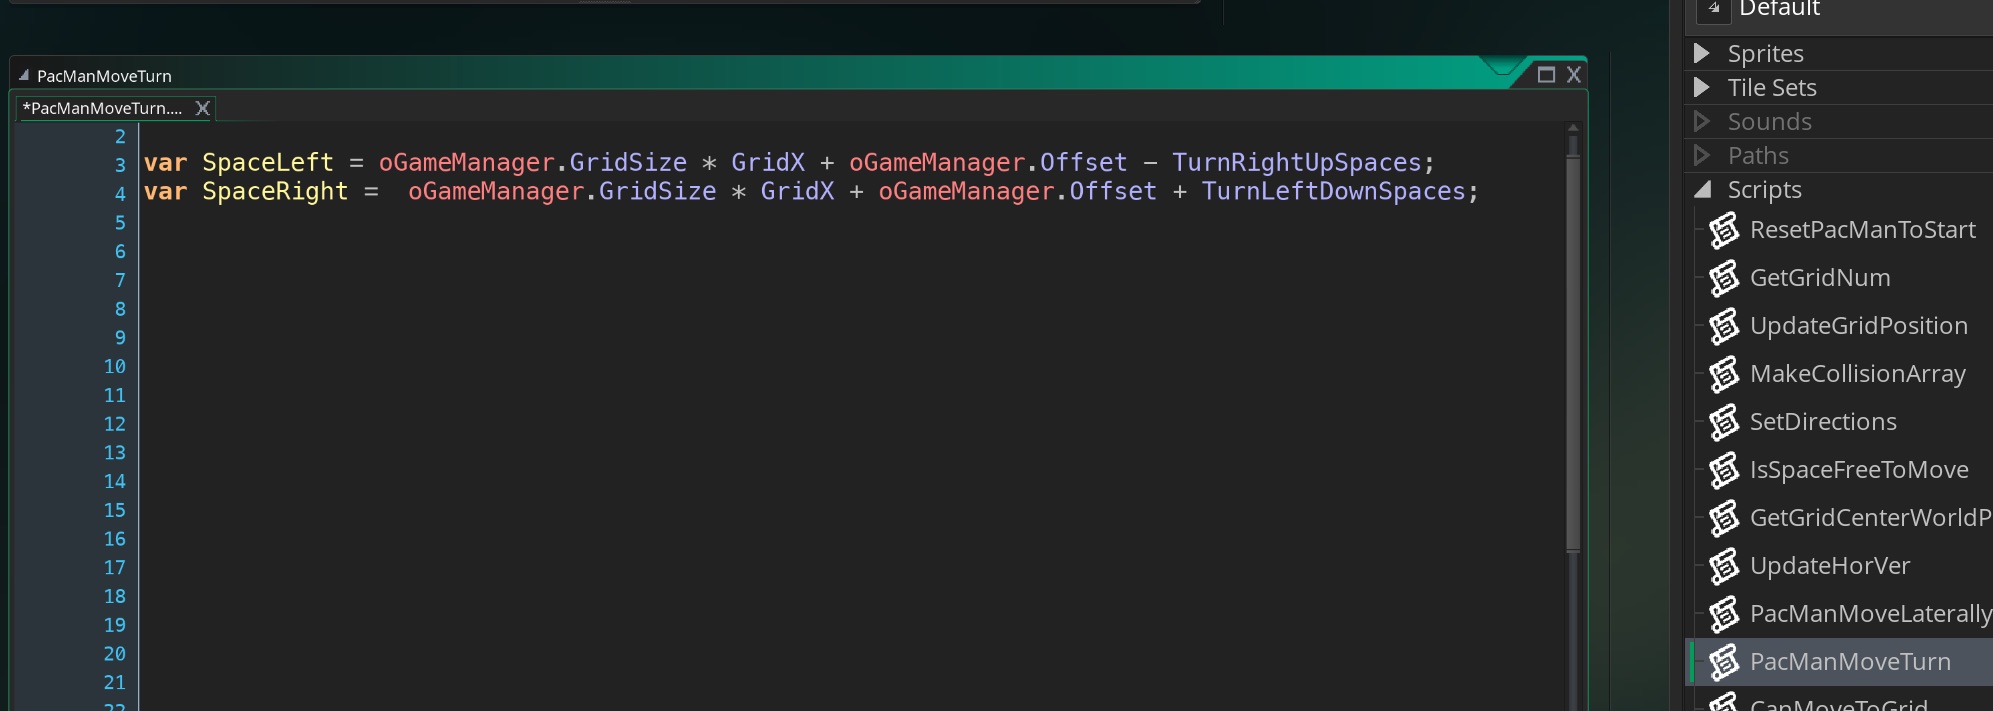 Default
PacManMoveTurn
*PacManMoveTurn....
2
3 var SpaceLeft = oGameManager.GridSize * GridX + oGameManager.Offset - TurnRightUpSpaces;
4 var SpaceRight =  oGameManager.GridSize * GridX + oGameManager.Offset + TurnLeftDownSpaces;
5
6
7
8
9
10
11
12
13
14
15
16
17
18
19
20
21
22
Sprites
Tile Sets
Sounds
Paths
Scripts
ResetPacManToStart
GetGridNum
UpdateGridPosition
MakeCollisionArray
SetDirections
IsSpaceFreeToMove
GetGridCenterWorldP
UpdateHorVer
PacManMoveLaterally
PacManMoveTurn
CanMoveToGrid